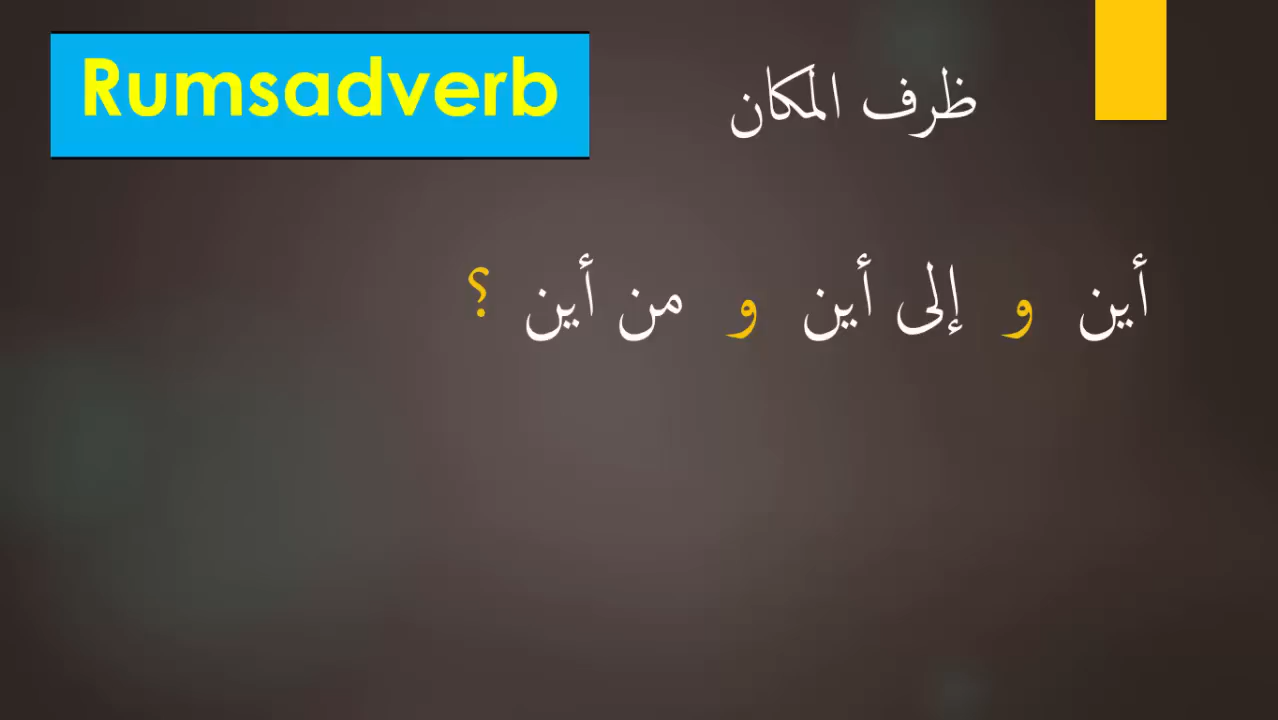 Rumsadverb
ظرف المكان
أين و إلى أين و من أين ؟